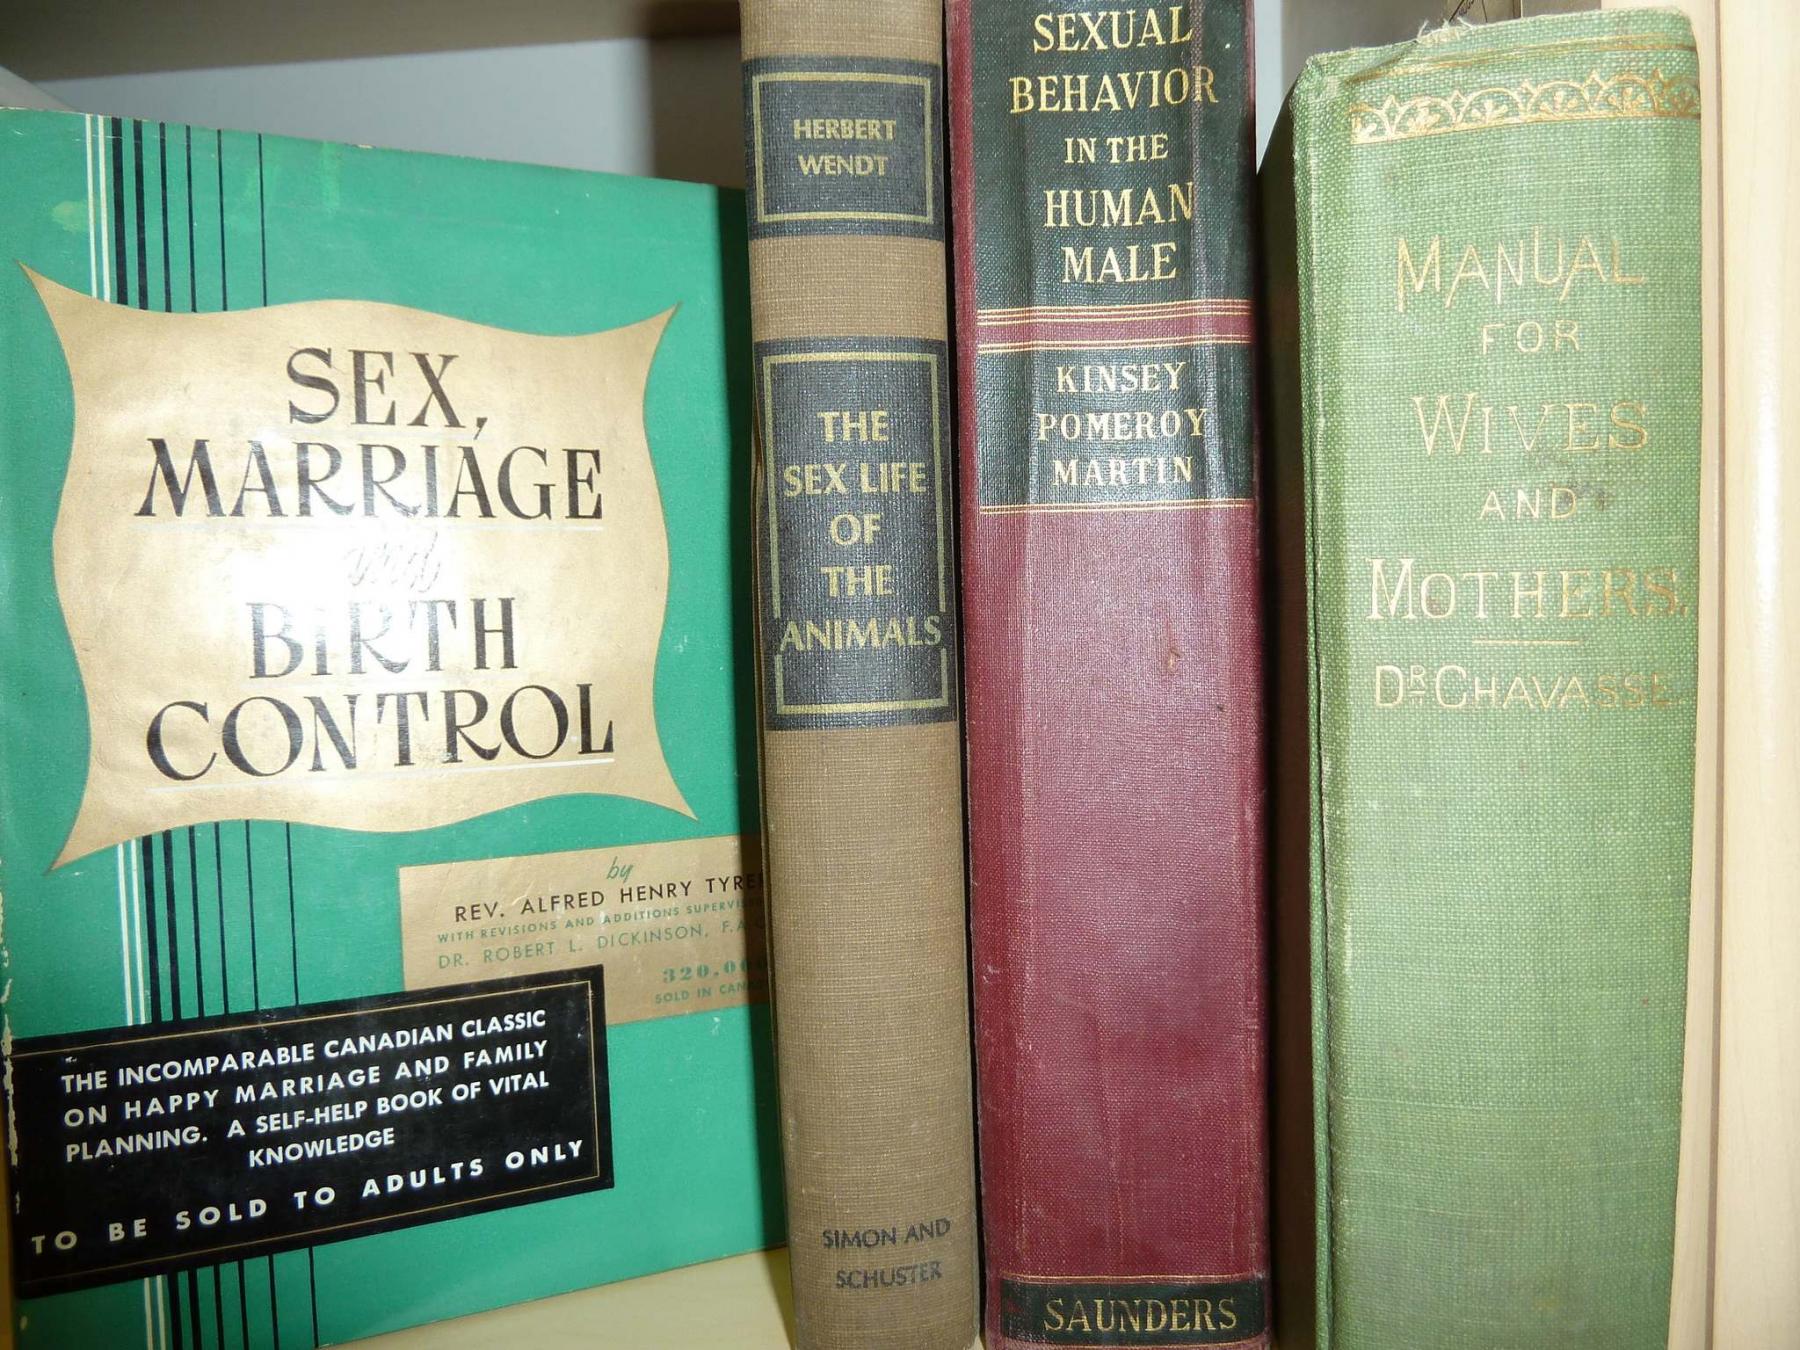 SEX,
MARRIAGE
and
BIRTH
CONTROL
by
REV. ALFRED HENRY
WITH REVISIONS AND ADDITIONS
DR. ROBERT L. DICKINSON,
SOLD IN
THE INCOMPARABLE CANADIAN CLASSIC
ON HAPPY MARRIAGE AND FAMILY
PLANNING. A SELF-HELP BOOK OF VITAL
KNOWLEDGE
TO BE SOLD TO ADULTS ONLY
HERBERT
WENDT
THE
SEX LIFE
OF
THE
ANIMALS
SIMON AND
SCHUSTER
SEXUAL
BEHAVIOR
IN THE
HUMAN
MALE
KINSEY
POMEROY
MARTIN
SAUNDERS
MANUAL
FOR
WIVES
AND
MOTHERS.
DR CHAVASSE